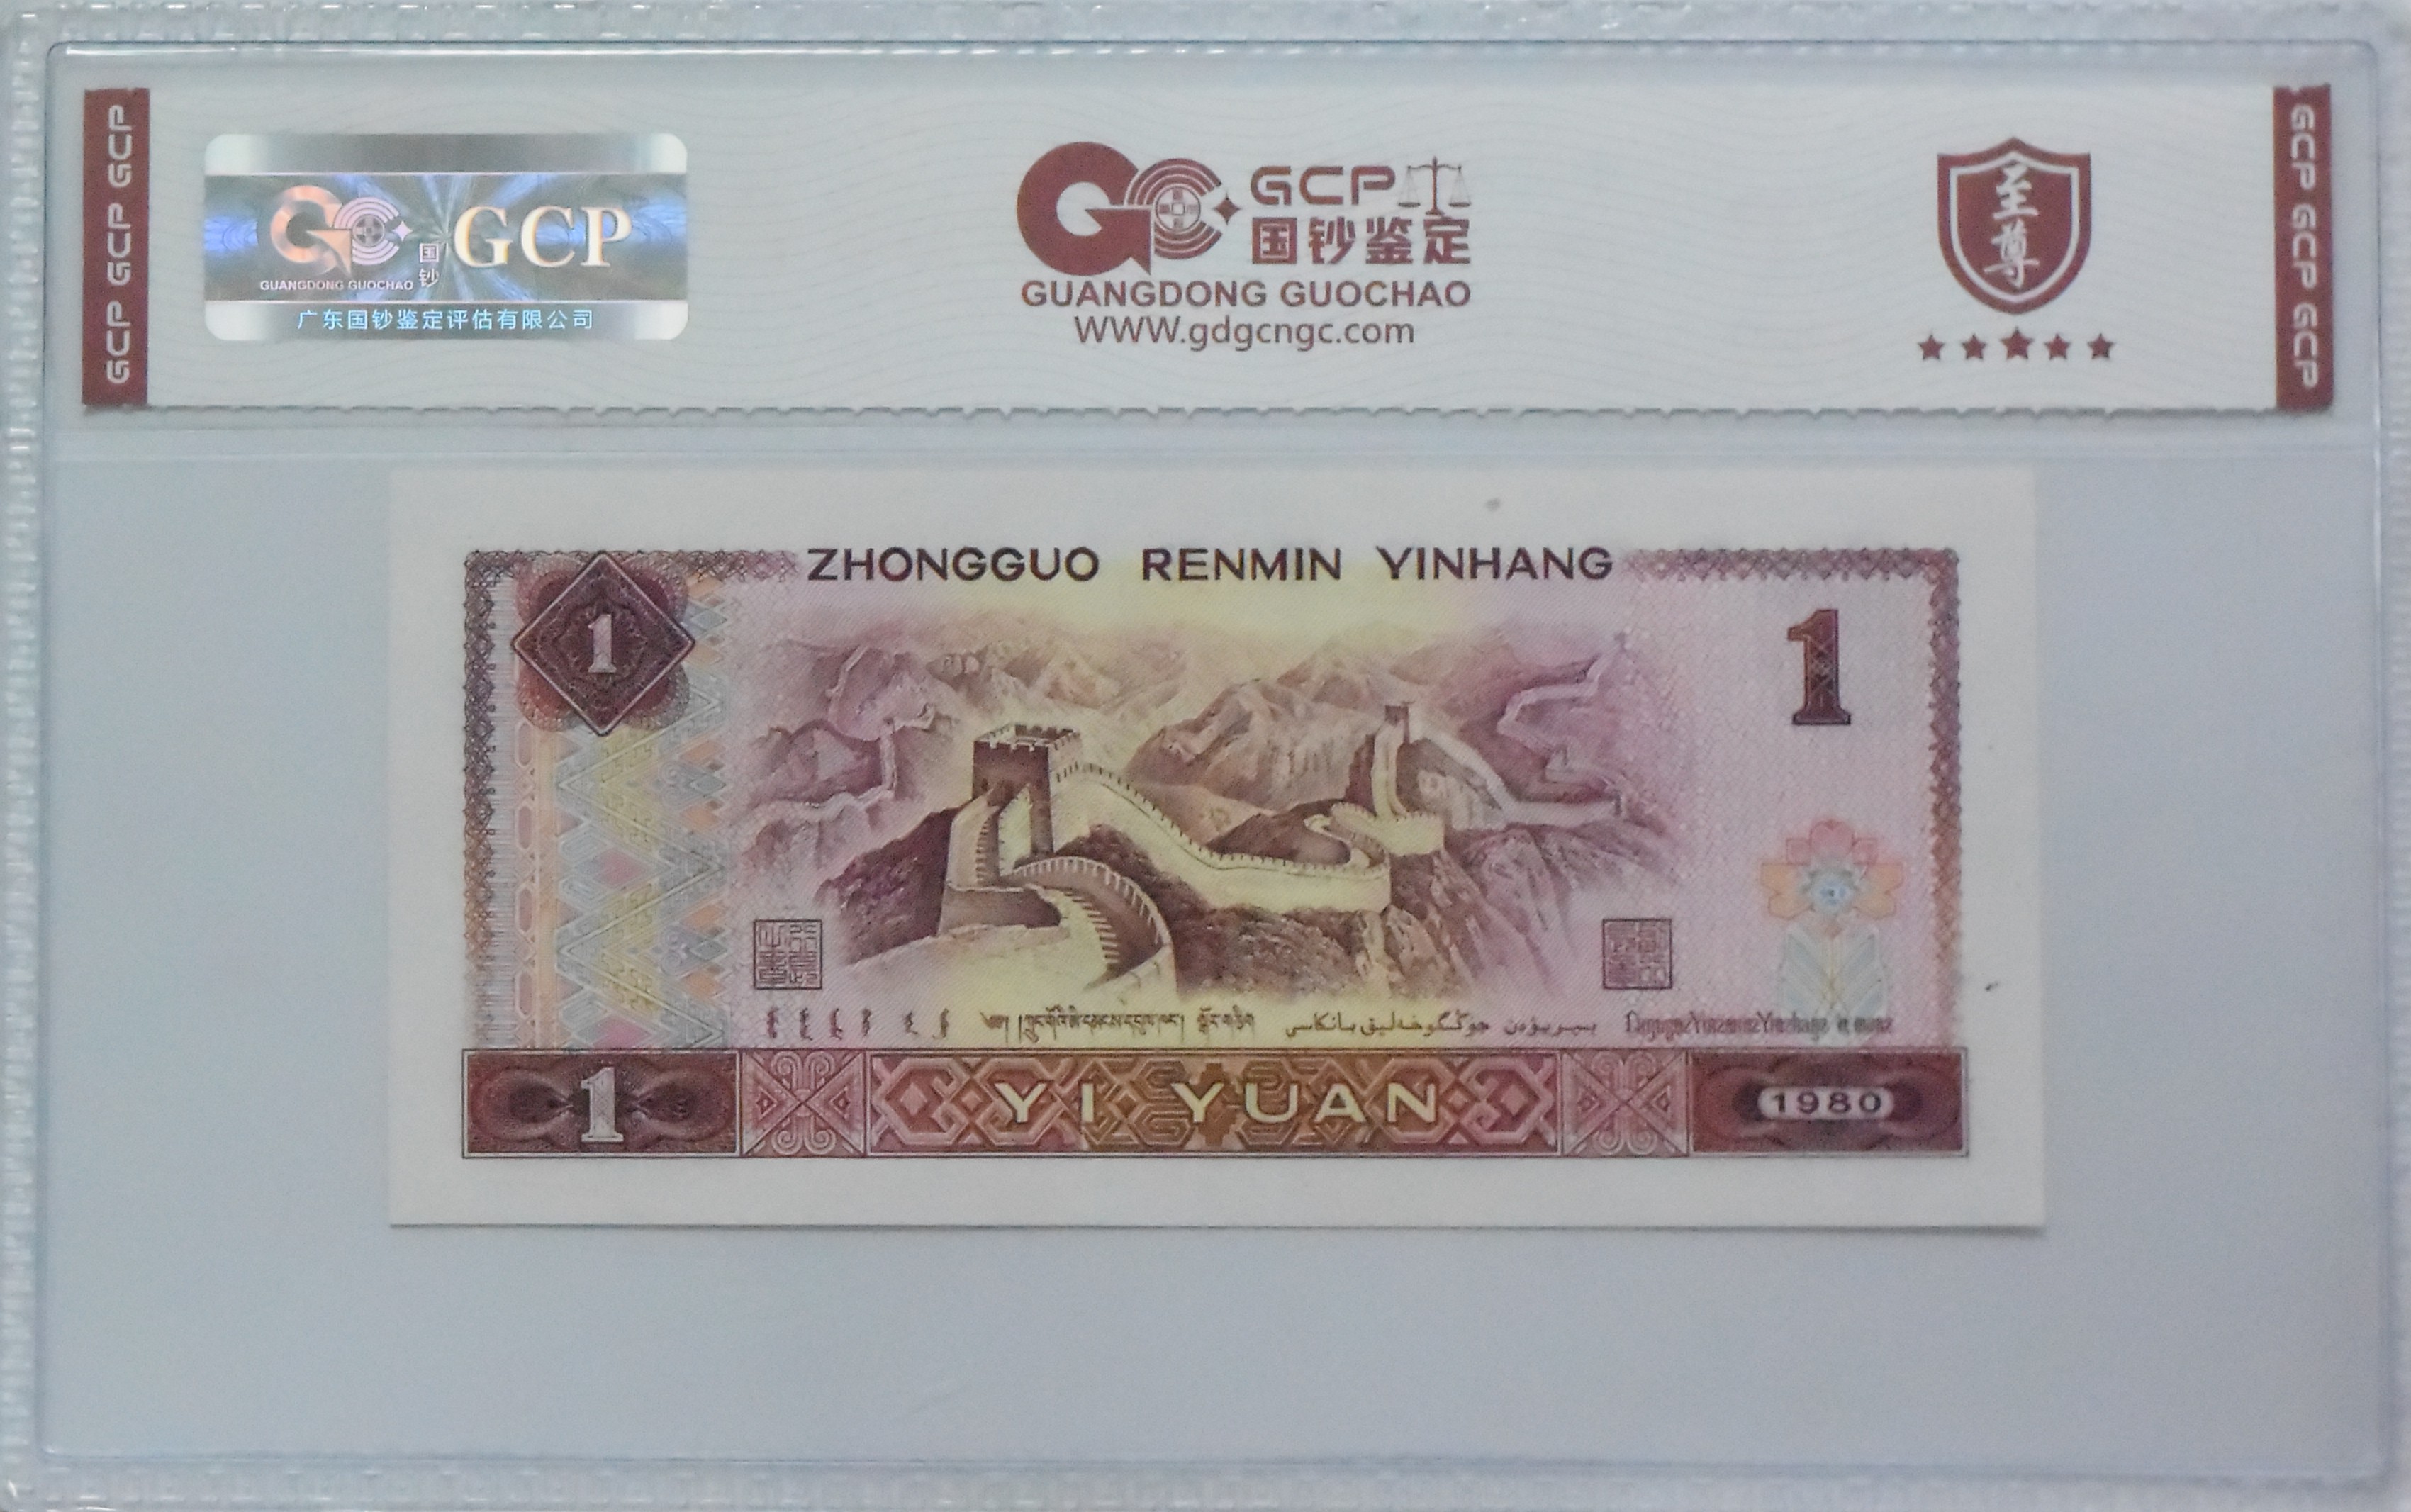 GCP GCP GCP
GUANGDONG GUOCHAO
国钞
GCP
广东国钞鉴定评估有限公司
GCP
国钞鉴定
GUANGDONG GUOCHAO
WWW.gdgcngc.com
至尊
GCP GCP GCP
ZHONGGUO RENMIN YINHANG
1
1
1
YI YUAN
1980